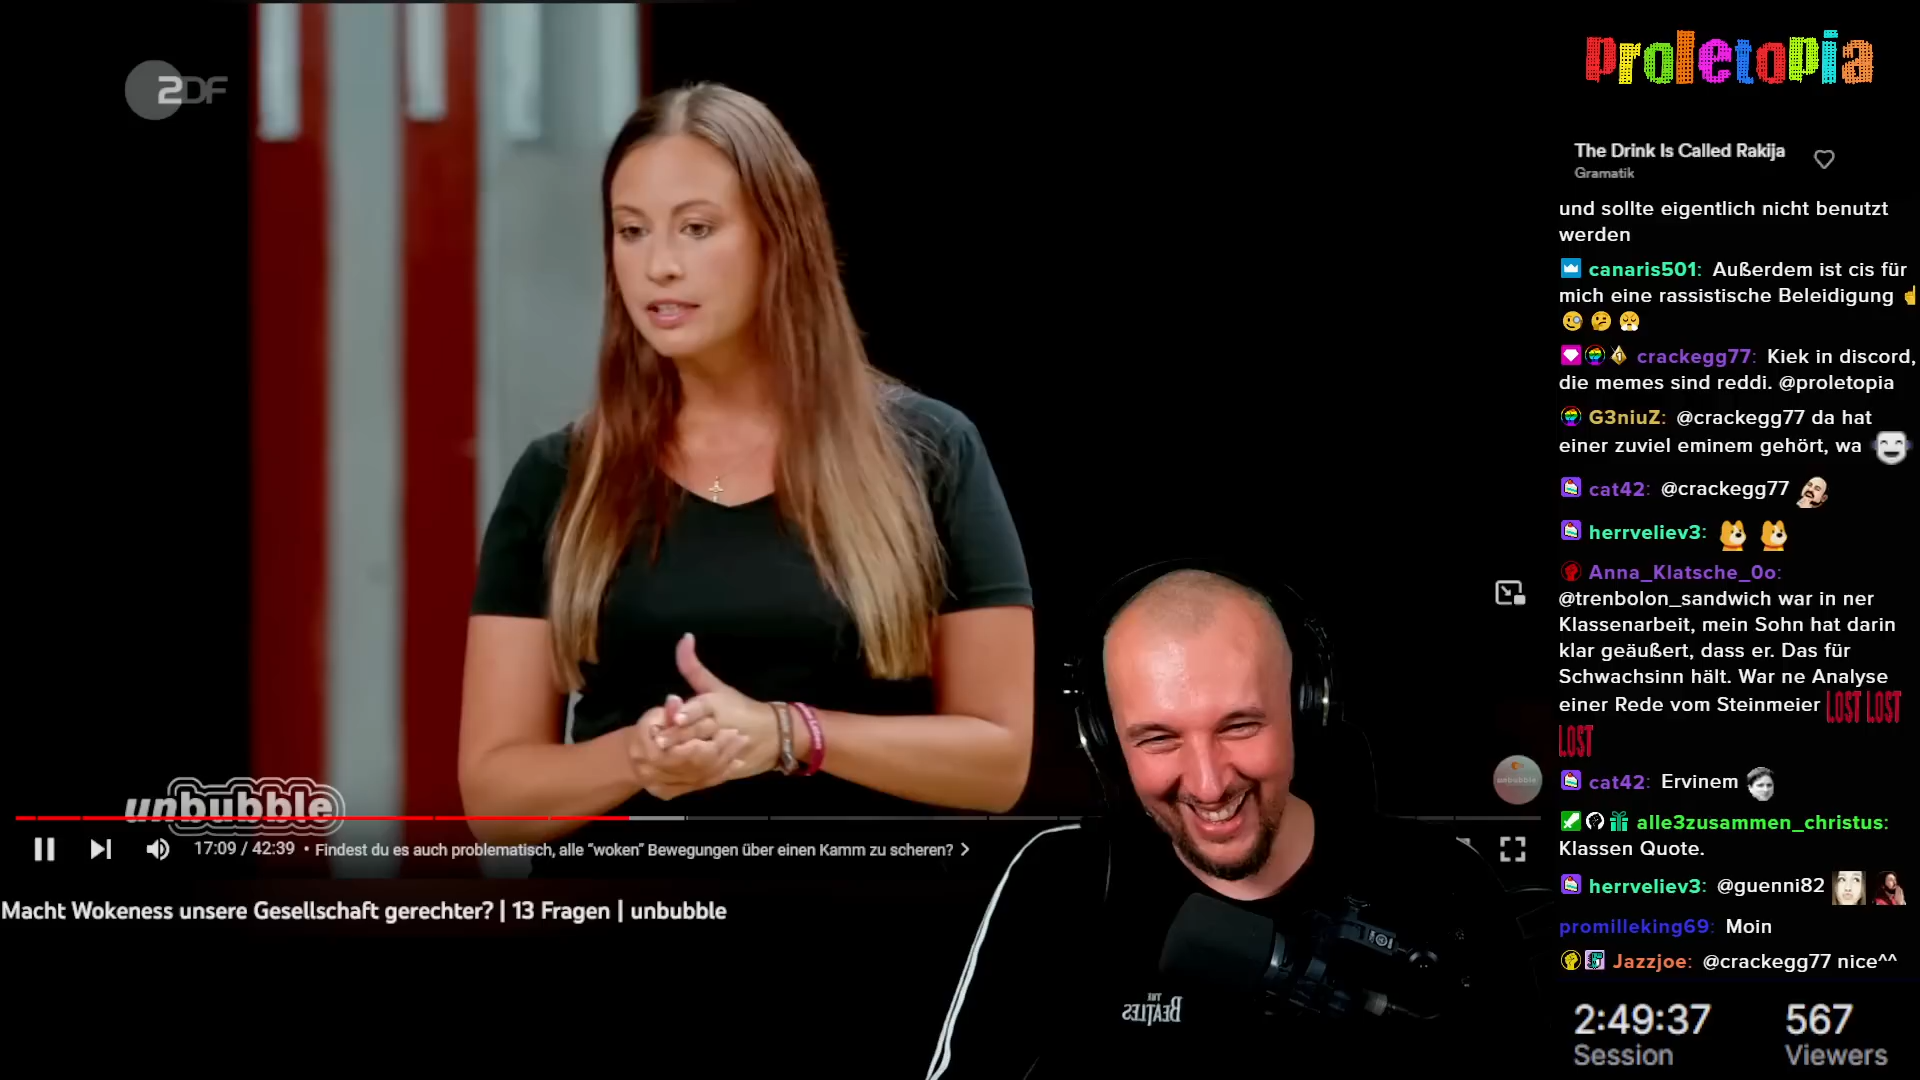 2DF
unbubble
17:09 / 42:39 • Findest du es auch problematisch, alle "woken" Bewegungen über einen Kamm zu scheren?
Macht Wokeness unsere Gesellschaft gerechter? | 13 Fragen | unbubble
unbubble
THE
BEATLES
Proletopia
The Drink Is Called Rakija
Gramatik
und sollte eigentlich nicht benutzt
werden
canaris501: Außerdem ist cis für
mich eine rassistische Beleidigung
crackegg77: Kiek in discord,
die memes sind reddi. @proletopia
G3niuZ: @crackegg77 da hat
einer zuviel eminem gehört, wa
cat42: @crackegg77
herrveliev3:
Anna_Klatsche_0o:
@trenbolon_sandwich war in ner
Klassenarbeit, mein Sohn hat darin
klar geäußert, dass er. Das für
Schwachsinn hält. War ne Analyse
einer Rede vom Steinmeier LOST LOST
LOST
cat42: Ervinem
alle3zusammen_christus:
Klassen Quote.
herrveliev3: @guenni82
promilleking69: Moin
Jazzjoe: @crackegg77 nice^^
2:49:37 567
Session Viewers